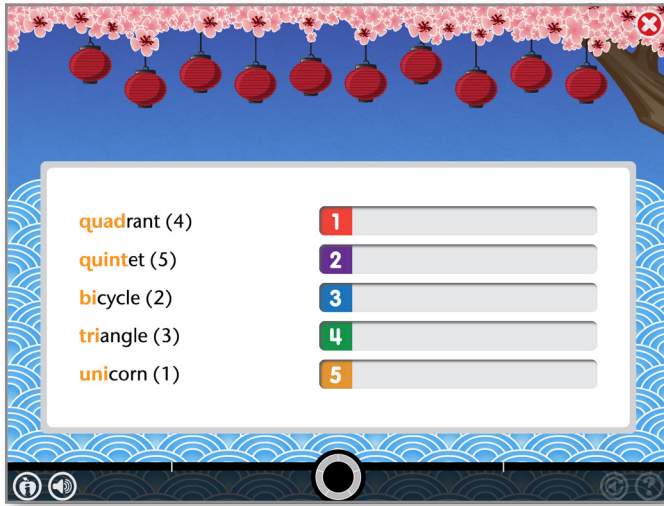 quadrant (4)
quintet (5)
bicycle (2)
triangle (3)
unicorn (1)
1
2
3
4
5